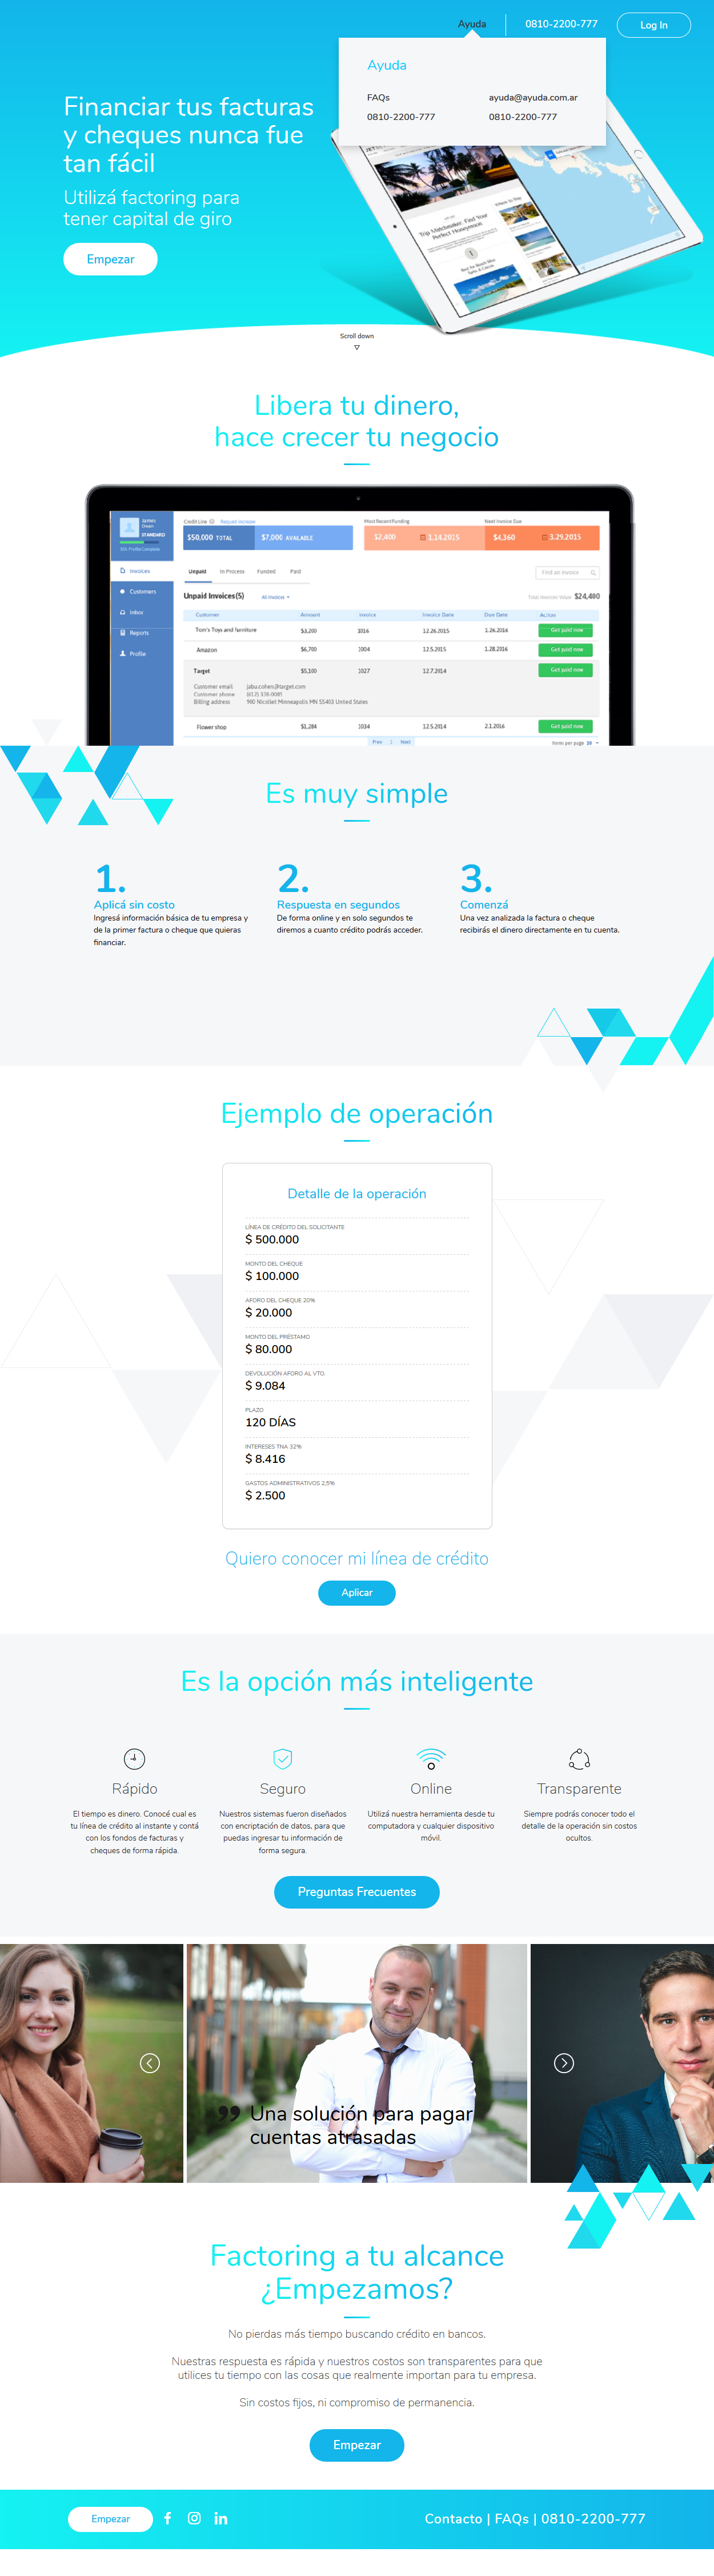 Ayuda
0810-2200-777
Log In
Ayuda
FAQs
ayuda@ayuda.com.ar
0810-2200-777
0810-2200-777
Financiar tus facturas
y cheques nunca fue
tan fácil
Utilizá factoring para
tener capital de giro
Empezar
Trip Matchmaker: Find Your
Perfect Honeymoon
Scroll down
Libera tu dinero,
hace crecer tu negocio
STANDARD
Invoices
Customers
Inbox
Reports
Profile
Credit Line
Request increase
$50,000 TOTAL
$7,000 AVAILABLE
Most Recent Funding
Next Invoice Due
$2,400
1.14.2015
$4,360
3.25.2015
Unpaid
In Process
Funded
Paid
Find an invoice
Unpaid Invoices(5)
All invoices
Total Invoices Value $24,400
Customer Amount Invoice Invoice Date Due Date Action
Tom's Toys and furniture $3,200 3016 12.26.2015 1.26.2016 Get paid now
Amazon $6,700 1004 12.5.2015 1.28.2016 Get paid now
Target $5,100 1027 12.7.2014 Get paid now
Customer email jabu.cohen@target.com
Customer phone (612) 376-0085
Billing address 900 Nicollet Minneapolis MN 55403 United States
Flower shop $1,284 1034 12.5.2014 2.1.2016 Get paid now
Prev 1 Next
Items per page 10
Es muy simple
1.
Aplicá sin costo
Ingresá información básica de tu empresa y
de la primer factura o cheque que quieras
financiar.
2.
Respuesta en segundos
De forma online y en solo segundos te
diremos a cuanto crédito podrás acceder.
3.
Comenzá
Una vez analizada la factura o cheque
recibirás el dinero directamente en tu cuenta.
Ejemplo de operación
Detalle de la operación
LÍNEA DE CRÉDITO DEL SOLICITANTE
$ 500.000
MONTO DEL CHEQUE
$ 100.000
AFORO DEL CHEQUE 20%
$ 20.000
MONTO DEL PRÉSTAMO
$ 80.000
DEVOLUCIÓN AFORO AL VTO.
$ 9.084
PLAZO
120 DÍAS
INTERESES TNA 32%
$ 8.416
GASTOS ADMINISTRATIVOS 2,5%
$ 2.500
Quiero conocer mi línea de crédito
Aplicar
Es la opción más inteligente
Rápido
El tiempo es dinero. Conocé cual es
tu línea de crédito al instante y contá
con los fondos de facturas y
cheques de forma rápida.
Seguro
Nuestros sistemas fueron diseñados
con encriptación de datos, para que
puedas ingresar tu información de
forma segura.
Online
Utilizá nuestra herramienta desde tu
computadora y cualquier dispositivo
móvil.
Transparente
Siempre podrás conocer todo el
detalle de la operación sin costos
ocultos.
Preguntas Frecuentes
Una solución para pagar
cuentas atrasadas
Factoring a tu alcance
¿Empezamos?
No pierdas más tiempo buscando crédito en bancos.
Nuestras respuesta es rápida y nuestros costos son transparentes para que
utilices tu tiempo con las cosas que realmente importan para tu empresa.
Sin costos fijos, ni compromiso de permanencia.
Empezar
Empezar
Contacto | FAQs | 0810-2200-777